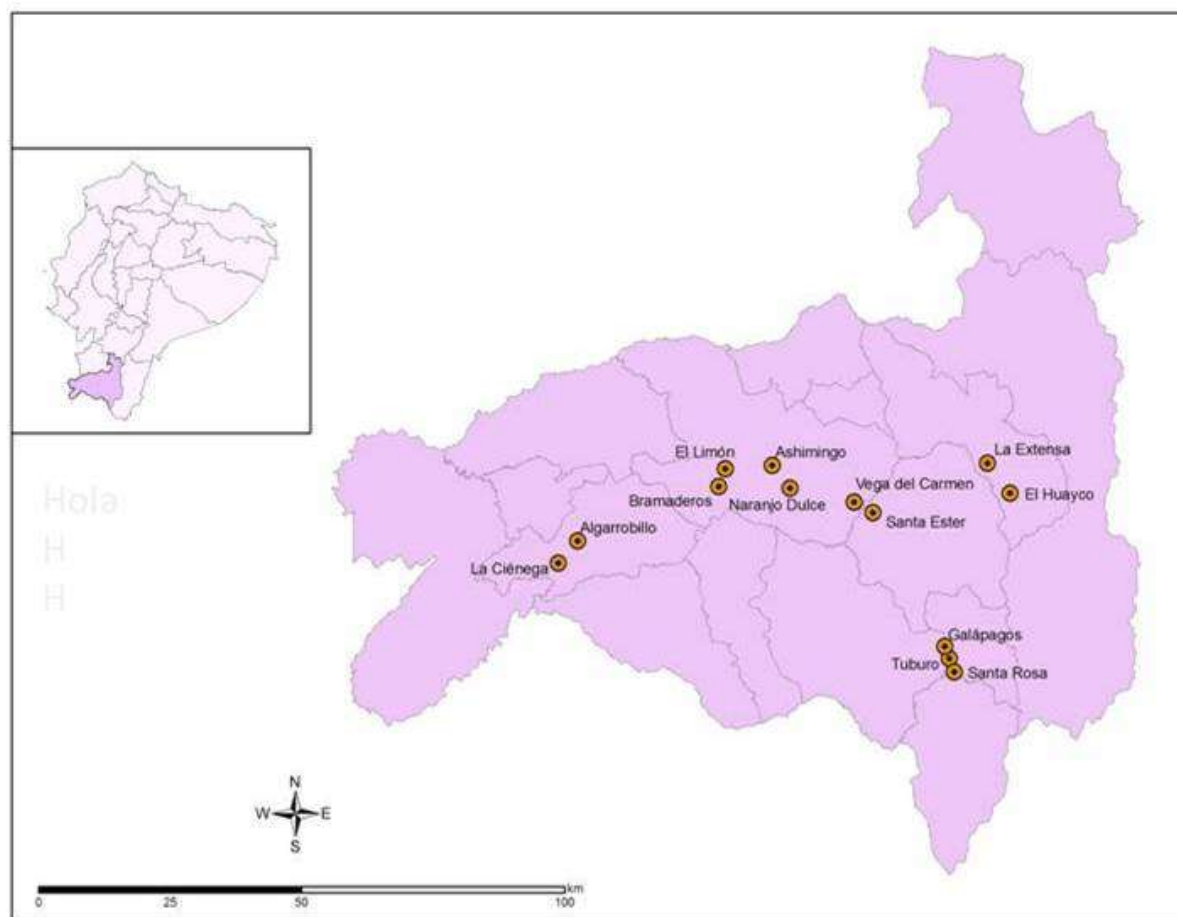 Hola
H
H
El Limón
Ashimingo
La Extensa
Bramaderos
Naranjo Dulce
Vega del Carmen
El Huayco
Santa Ester
Algarrobillo
La Ciénega
Galápagos
Tuburo
Santa Rosa
N
W E
S
km
0 25 50 100